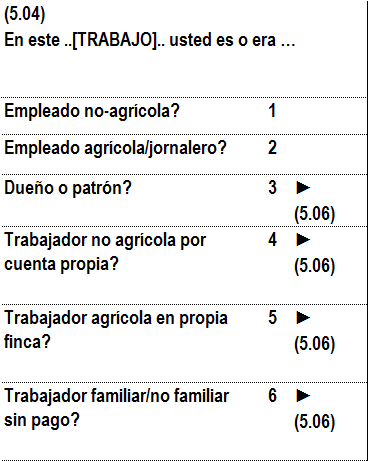 (5.04)
En este ..[TRABAJO].. usted es o era …
Empleado no-agrícola? 1
Empleado agrícola/jornalero? 2
Dueño o patrón? 3 ►
(5.06)
Trabajador no agrícola por 4 ►
cuenta propia? (5.06)
Trabajador agrícola en propia 5 ►
finca? (5.06)
Trabajador familiar/no familiar 6 ►
sin pago? (5.06)